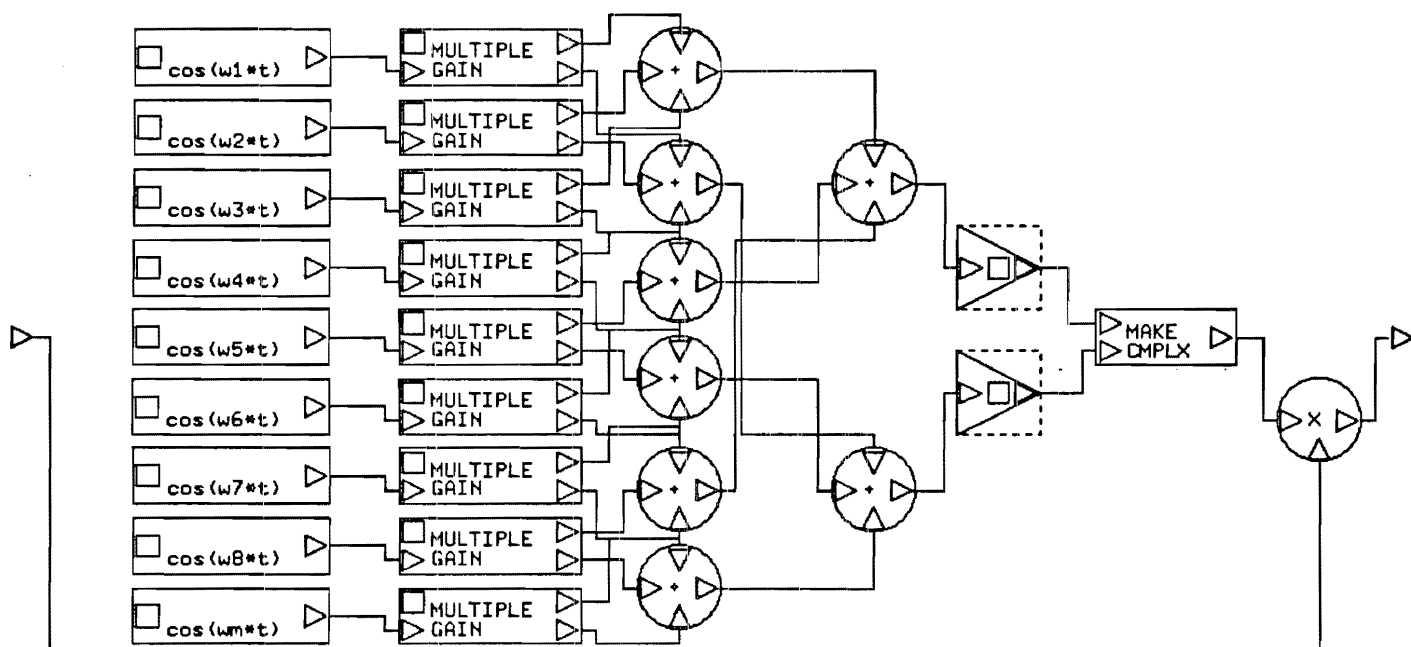 cos(w1*t)
MULTIPLE
GAIN
+
cos(w2*t)
MULTIPLE
GAIN
+
cos(w3*t)
MULTIPLE
GAIN
+
cos(w4*t)
MULTIPLE
GAIN
+
cos(w5*t)
MULTIPLE
GAIN
+
MAKE
CMPLX
cos(w6*t)
MULTIPLE
GAIN
×
cos(w7*t)
MULTIPLE
GAIN
+
+
cos(w8*t)
MULTIPLE
GAIN
+
cos(wm*t)
MULTIPLE
GAIN